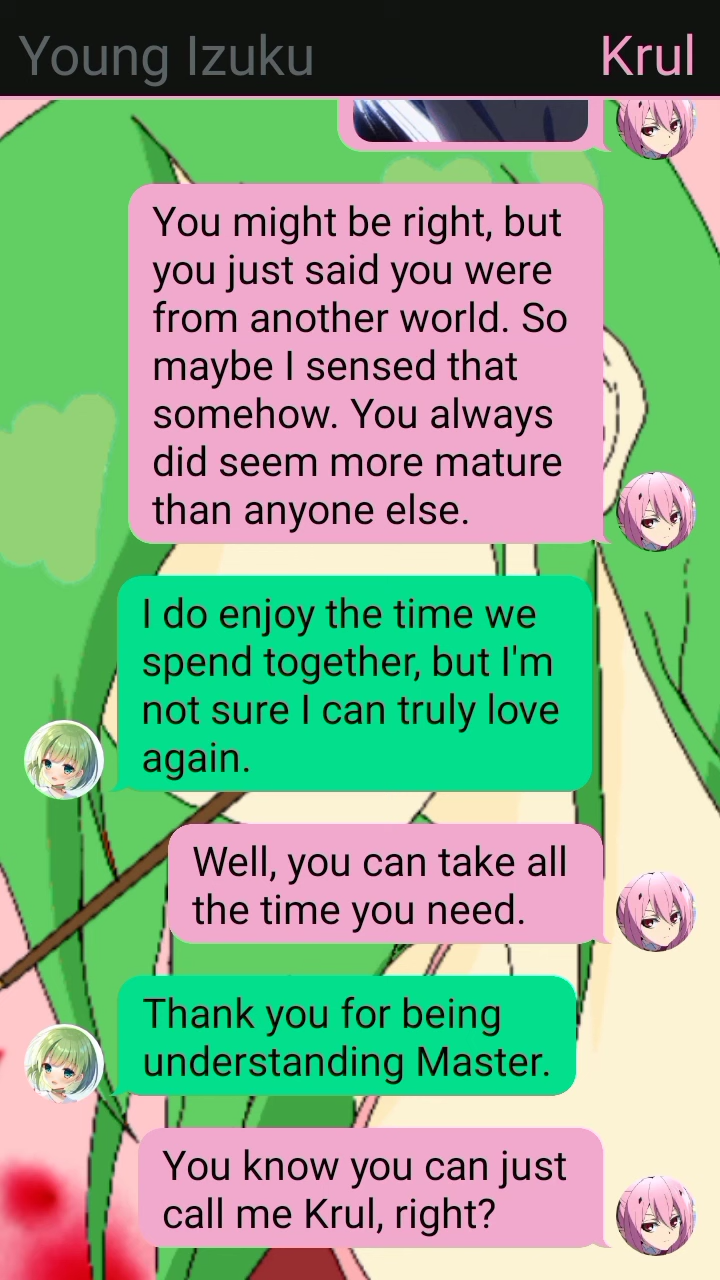 Young Izuku
Krul
You might be right, but
you just said you were
from another world. So
maybe I sensed that
somehow. You always
did seem more mature
than anyone else.
I do enjoy the time we
spend together, but I'm
not sure I can truly love
again.
Well, you can take all
the time you need.
Thank you for being
understanding Master.
You know you can just
call me Krul, right?